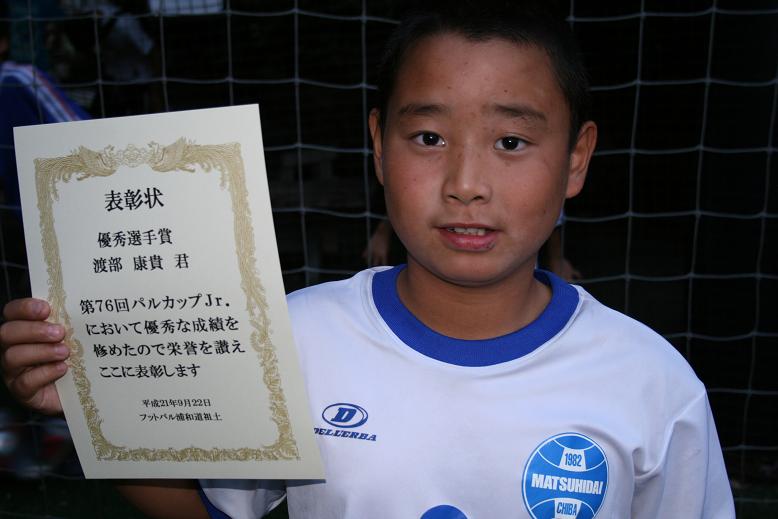 表彰状
優秀選手賞
渡部 康貴 君
第76回パルカップJr.
において優秀な成績を
修めたので栄誉を讃え
ここに表彰します
平成21年9月22日
フットパル浦和道祖土
D
DELL'ERBA
1982
MATSUHIDAI
CHIBA